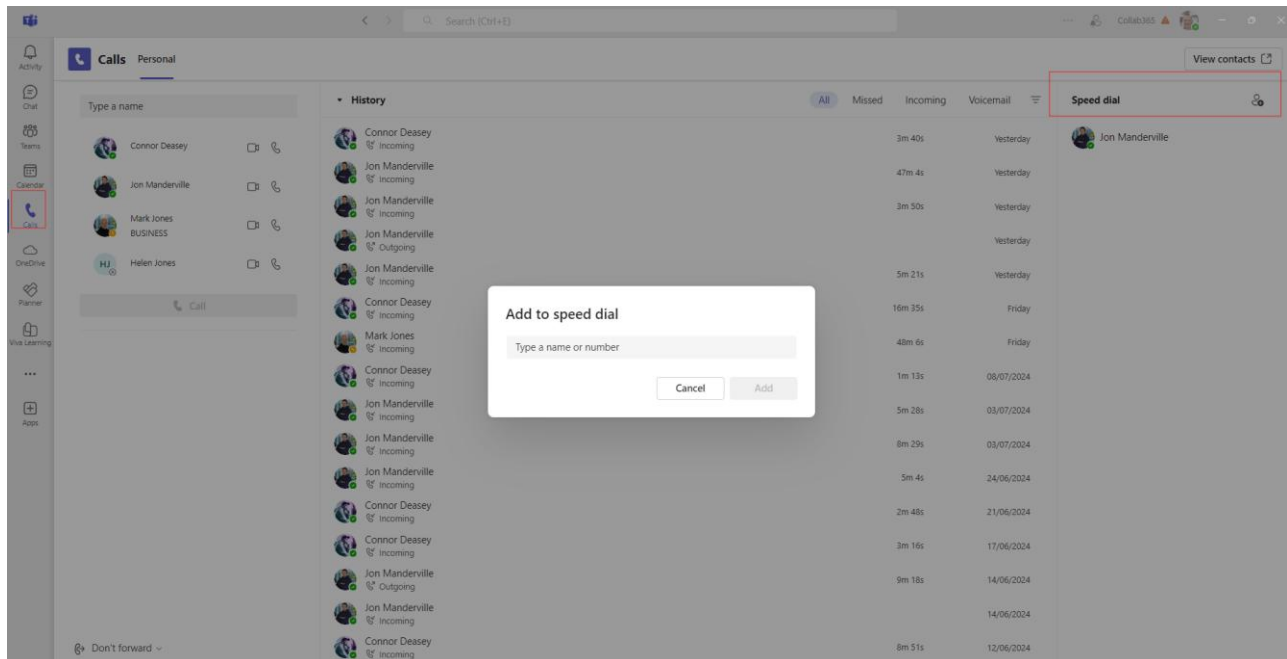 Search (Ctrl+E)
Collab365
Activity
Chat
Teams
Calendar
Calls
OneDrive
Planner
Viva Learning
Apps
Calls Personal
View contacts
Type a name
Connor Deasey
Jon Manderville
Mark Jones
BUSINESS
HJ Helen Jones
Call
Don't forward
History All Missed Incoming Voicemail
Connor Deasey
Incoming 3m 40s Yesterday
Jon Manderville
Incoming 47m 4s Yesterday
Jon Manderville
Incoming 3m 50s Yesterday
Jon Manderville
Outgoing Yesterday
Jon Manderville
Incoming 5m 21s Yesterday
Connor Deasey
Incoming 16m 35s Friday
Mark Jones
Incoming 48m 6s Friday
Connor Deasey
Incoming 1m 13s 08/07/2024
Jon Manderville
Incoming 5m 28s 03/07/2024
Jon Manderville
Incoming 8m 29s 03/07/2024
Jon Manderville
Incoming 5m 4s 24/06/2024
Connor Deasey
Incoming 2m 48s 21/06/2024
Connor Deasey
Incoming 3m 16s 17/06/2024
Jon Manderville
Outgoing 9m 18s 14/06/2024
Jon Manderville
Incoming 14/06/2024
Connor Deasey
Incoming 8m 51s 12/06/2024
Speed dial
Jon Manderville
Add to speed dial
Type a name or number
Cancel Add